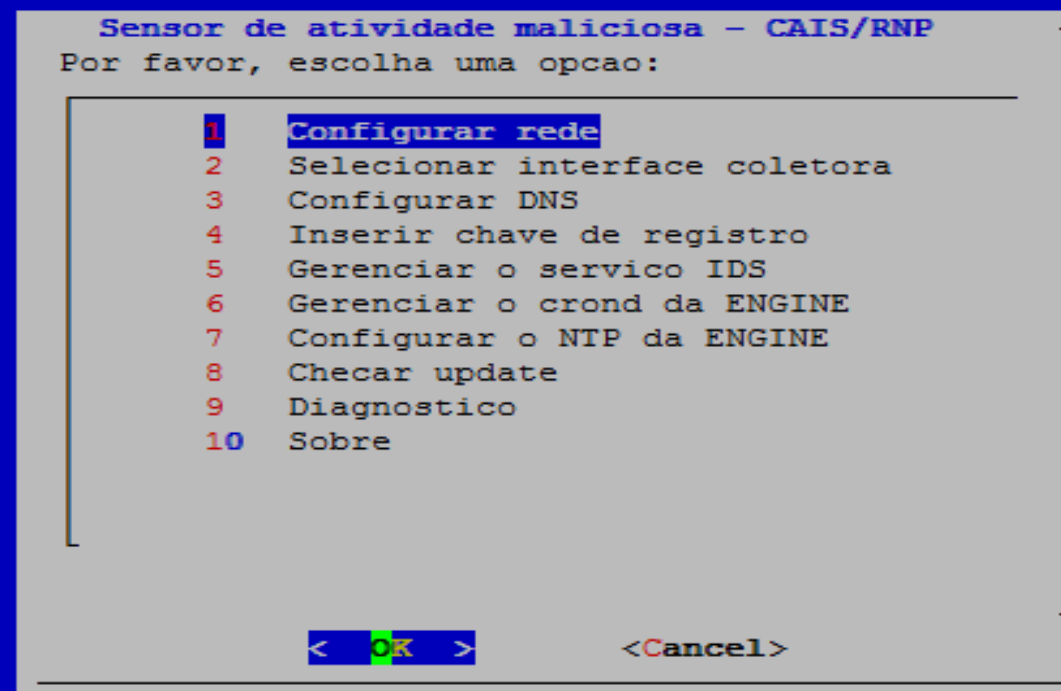 Sensor de atividade maliciosa - CAIS/RNP
Por favor, escolha uma opcao:
1 Configurar rede
2 Selecionar interface coletora
3 Configurar DNS
4 Inserir chave de registro
5 Gerenciar o servico IDS
6 Gerenciar o crond da ENGINE
7 Configurar o NTP da ENGINE
8 Checar update
9 Diagnostico
10 Sobre
< OK > <Cancel>